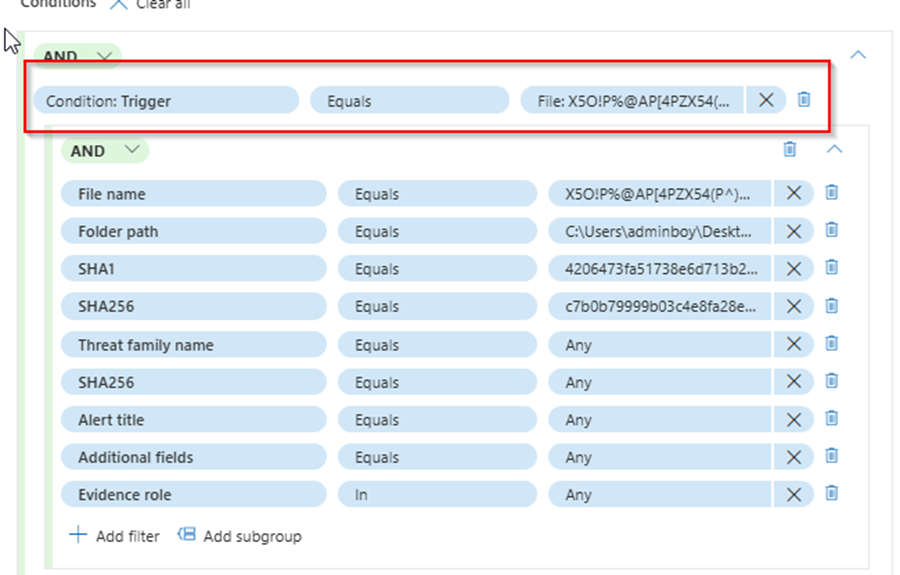 Conditions Clear all
AND
Condition: Trigger Equals File: X5O!P%@AP[4PZX54(...
AND
File name Equals X5O!P%@AP[4PZX54(P^)...
Folder path Equals C:\Users\adminboy\Deskt...
SHA1 Equals 4206473fa51738e6d713b2...
SHA256 Equals c7b0b79999b03c4e8fa28e...
Threat family name Equals Any
SHA256 Equals Any
Alert title Equals Any
Additional fields Equals Any
Evidence role In Any
Add filter Add subgroup